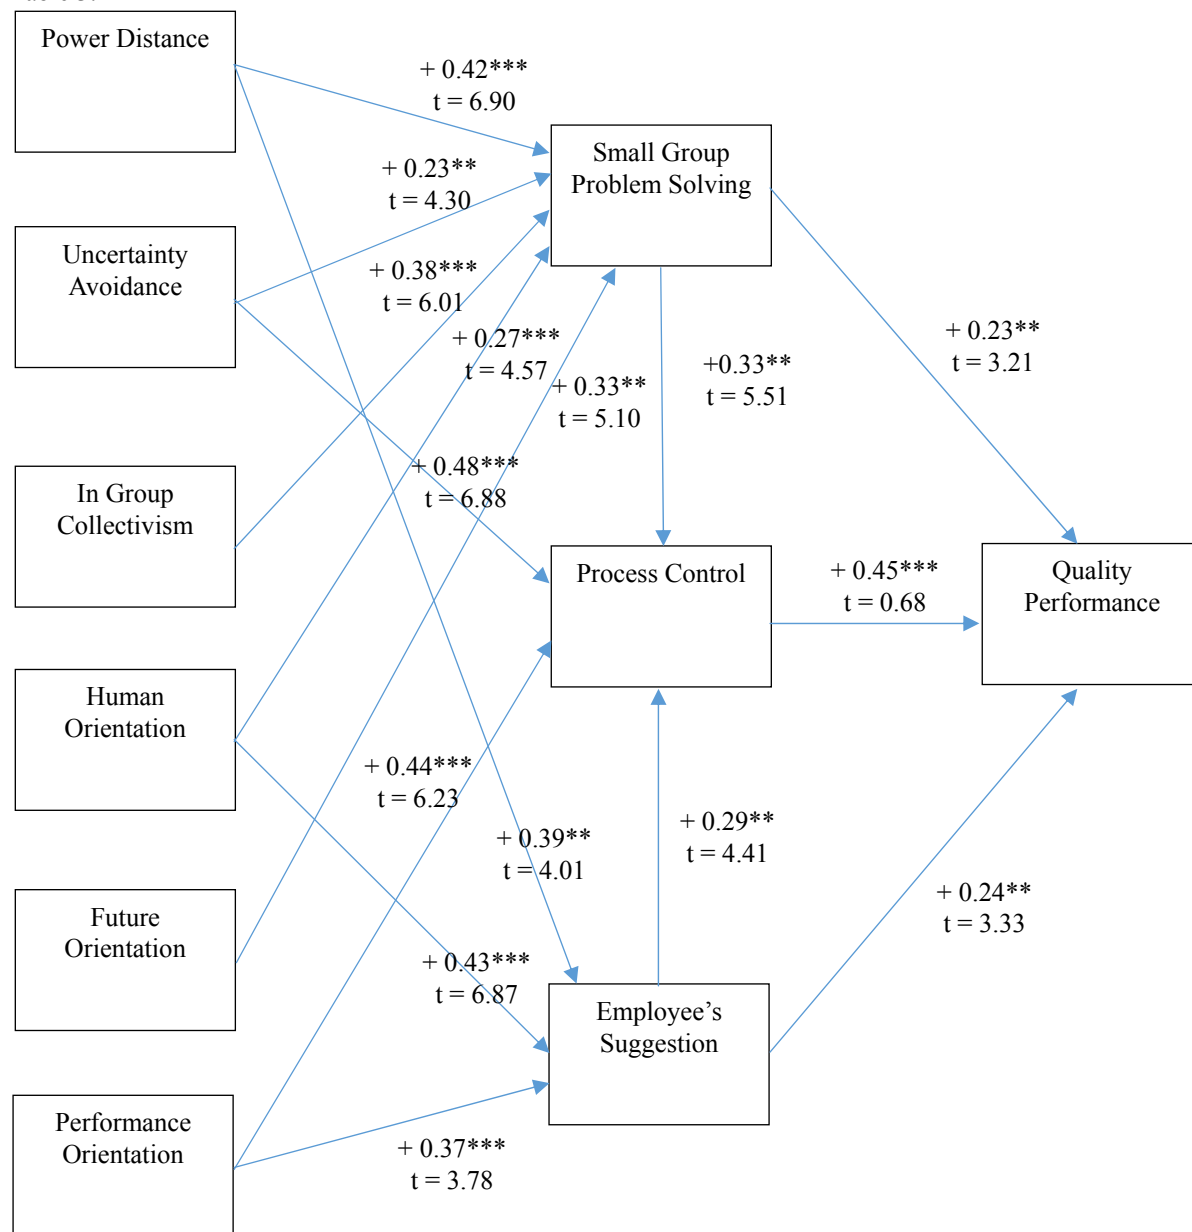 Power Distance
+ 0.42***
t = 6.90
Small Group
Problem Solving
+ 0.23**
t = 4.30
Uncertainty
Avoidance
+ 0.38***
t = 6.01
+ 0.27***
t = 4.57
+ 0.33**
t = 5.10
+0.33**
t = 5.51
+ 0.23**
t = 3.21
+ 0.48***
t = 6.88
In Group
Collectivism
Process Control
+ 0.45***
t = 0.68
Quality
Performance
Human
Orientation
+ 0.44***
t = 6.23
+ 0.39**
t = 4.01
+ 0.29**
t = 4.41
+ 0.24**
t = 3.33
Future
Orientation
+ 0.43***
t = 6.87
Employee’s
Suggestion
Performance
Orientation
+ 0.37***
t = 3.78